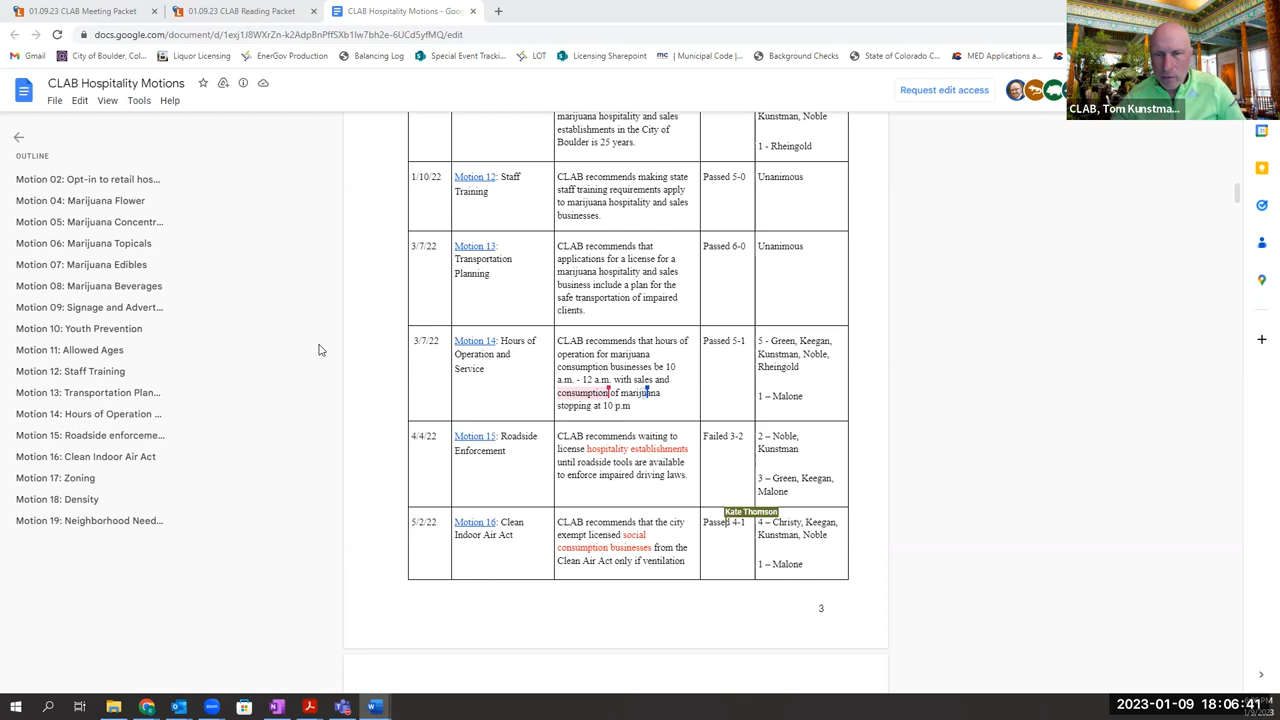 01.09.23 CLAB Meeting Packet
01.09.23 CLAB Reading Packet
CLAB Hospitality Motions - Goog
docs.google.com/document/d/1exj1J8WXrZn-k2AdpBnPffSXb1Iw7bh2e-6UCd5yfMQ/edit
Gmail
City of Boulder, Col...
Liquor Licensing
EnerGov Production
Balancing Log
Special Event Tracki...
LOT
Licensing Sharepoint
Municipal Code |...
Background Checks
State of Colorado C...
MED Applications a...
CLAB Hospitality Motions
File Edit View Tools Help
Request edit access
CLAB, Tom Kunstma...
OUTLINE
Motion 02: Opt-in to retail hos...
Motion 04: Marijuana Flower
Motion 05: Marijuana Concentr...
Motion 06: Marijuana Topicals
Motion 07: Marijuana Edibles
Motion 08: Marijuana Beverages
Motion 09: Signage and Advert...
Motion 10: Youth Prevention
Motion 11: Allowed Ages
Motion 12: Staff Training
Motion 13: Transportation Plan...
Motion 14: Hours of Operation ...
Motion 15: Roadside enforceme...
Motion 16: Clean Indoor Air Act
Motion 17: Zoning
Motion 18: Density
Motion 19: Neighborhood Need...
marijuana hospitality and sales
establishments in the City of
Boulder is 25 years.
Kunstman, Noble
1 - Rheingold
1/10/22
Motion 12: Staff
Training
CLAB recommends making state
staff training requirements apply
to marijuana hospitality and sales
businesses.
Passed 5-0
Unanimous
3/7/22
Motion 13:
Transportation
Planning
CLAB recommends that
applications for a license for a
marijuana hospitality and sales
business include a plan for the
safe transportation of impaired
clients.
Passed 6-0
Unanimous
3/7/22
Motion 14: Hours of
Operation and
Service
CLAB recommends that hours of
operation for marijuana
consumption businesses be 10
a.m. - 12 a.m. with sales and
consumption of marijuana
stopping at 10 p.m
Passed 5-1
5 - Green, Keegan,
Kunstman, Noble,
Rheingold
1 – Malone
4/4/22
Motion 15: Roadside
Enforcement
CLAB recommends waiting to
license hospitality establishments
until roadside tools are available
to enforce impaired driving laws.
Failed 3-2
2 – Noble,
Kunstman
3 – Green, Keegan,
Malone
Kate Thomson
5/2/22
Motion 16: Clean
Indoor Air Act
CLAB recommends that the city
exempt licensed social
consumption businesses from the
Clean Air Act only if ventilation
Passed 4-1
4 – Christy, Keegan,
Kunstman, Noble
1 – Malone
3
2023-01-09 18:06:41